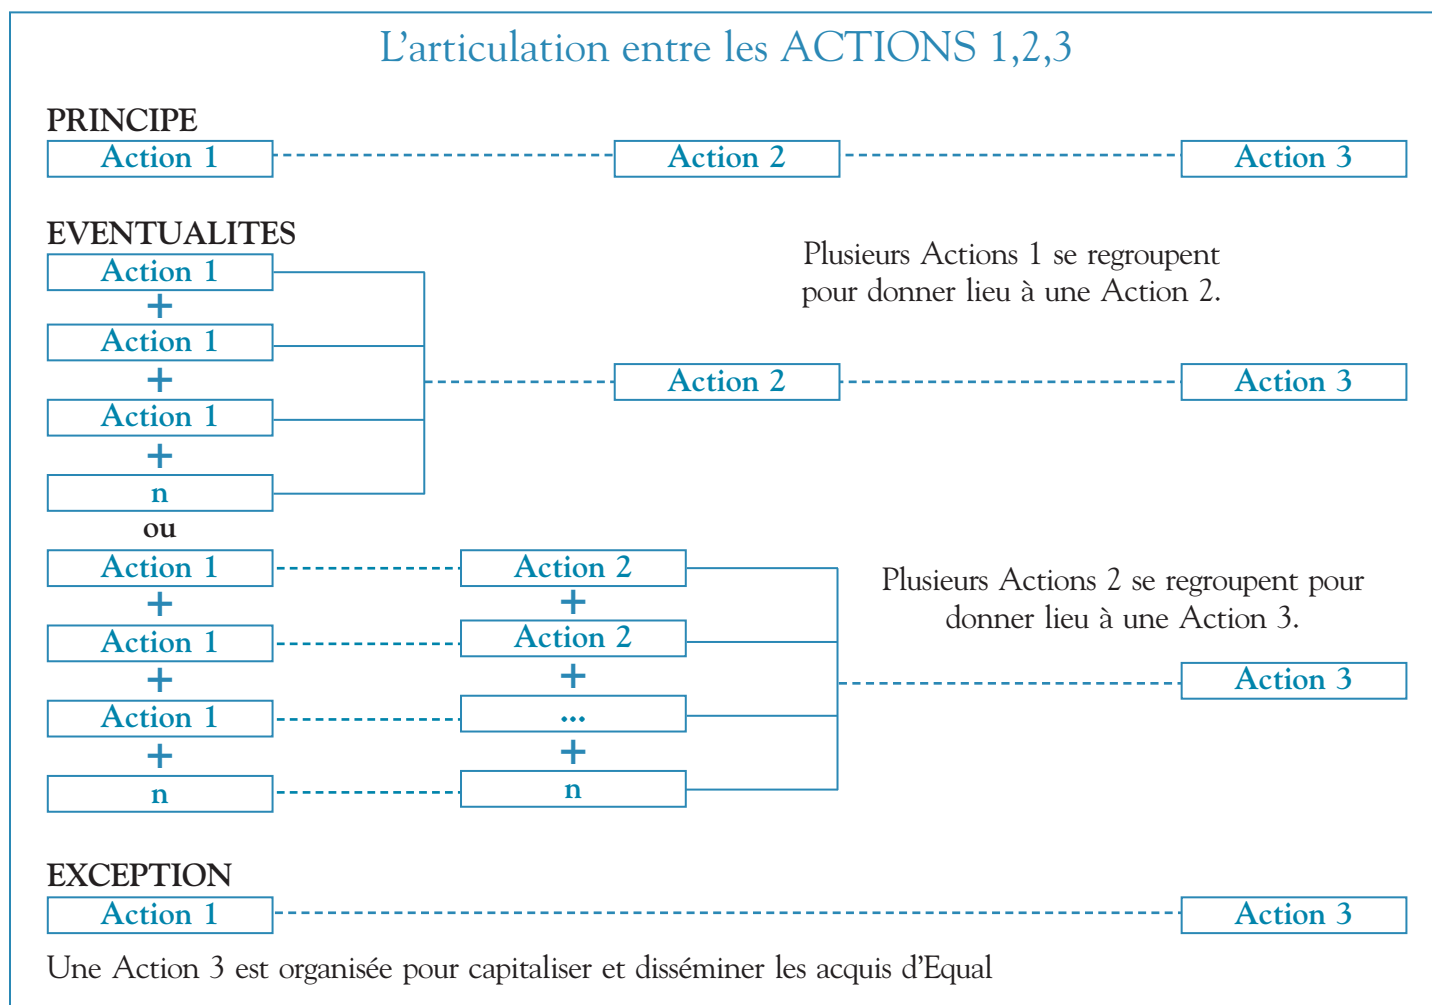 L'articulation entre les ACTIONS 1,2,3
PRINCIPE
Action 1 Action 2 Action 3
EVENTUALITES
Plusieurs Actions 1 se regroupent
pour donner lieu à une Action 2.
Action 1
+
Action 1
+
Action 1
+
n
Action 2 Action 3
ou
Action 1 Action 2
+ +
Action 1 Action 2
+ +
Action 1 ...
+ +
n n
Plusieurs Actions 2 se regroupent pour
donner lieu à une Action 3.
Action 3
EXCEPTION
Action 1 Action 3
Une Action 3 est organisée pour capitaliser et disséminer les acquis d'Equal